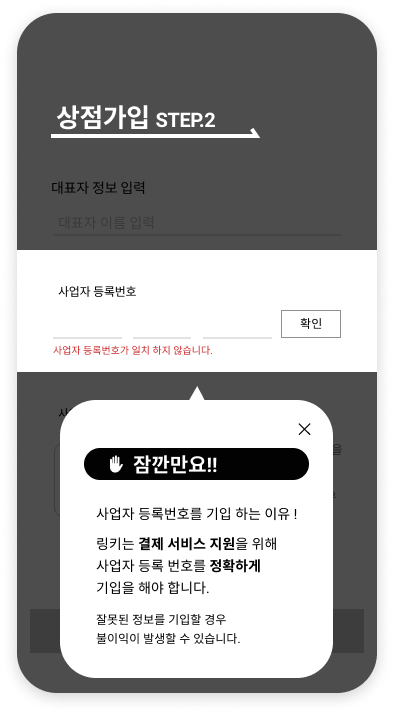 상점가입 STEP.2
대표자 정보 입력
대표자 이름 입력
사업자 등록번호
확인
사업자 등록번호가 일치 하지 않습니다.
잠깐만요!!
사업자 등록번호를 기입 하는 이유 !
링키는 결제 서비스 지원을 위해
사업자 등록 번호를 정확하게
기입을 해야 합니다.
잘못된 정보를 기입할 경우
불이익이 발생할 수 있습니다.